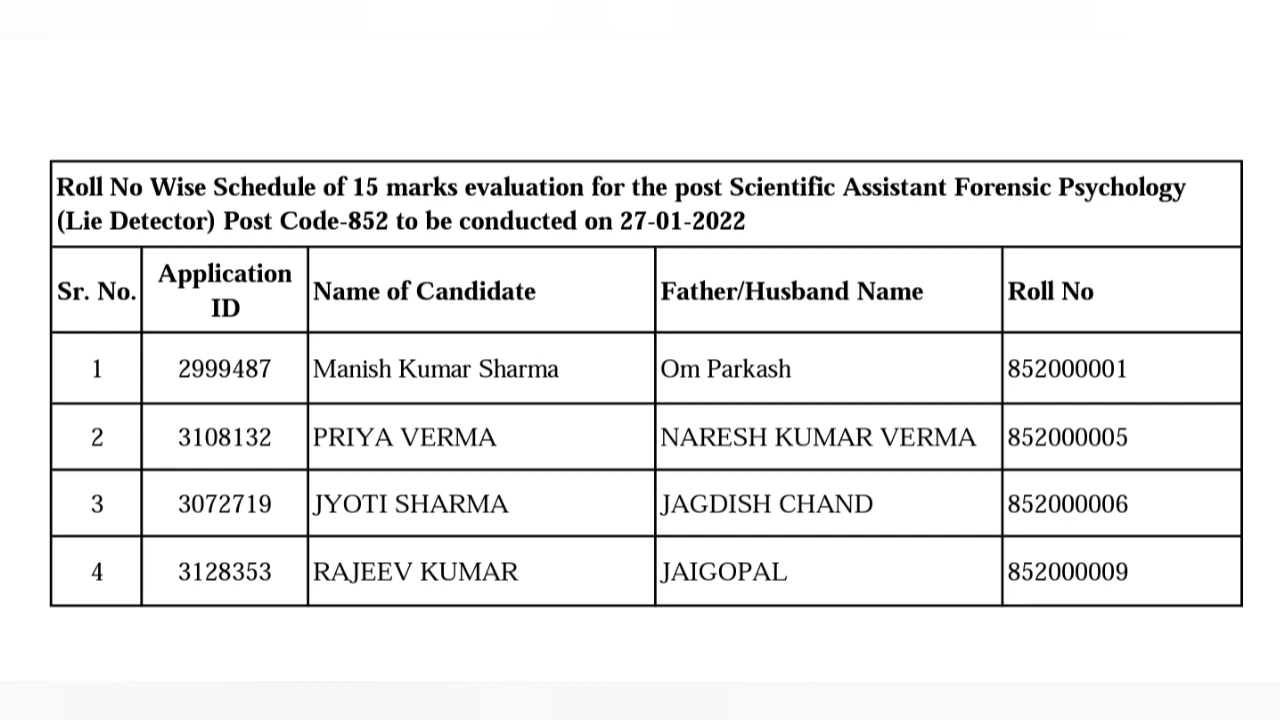 Roll No Wise Schedule of 15 marks evaluation for the post Scientific Assistant Forensic Psychology
(Lie Detector) Post Code-852 to be conducted on 27-01-2022
Sr. No. Application ID Name of Candidate Father/Husband Name Roll No
1 2999487 Manish Kumar Sharma Om Parkash 852000001
2 3108132 PRIYA VERMA NARESH KUMAR VERMA 852000005
3 3072719 JYOTI SHARMA JAGDISH CHAND 852000006
4 3128353 RAJEEV KUMAR JAIGOPAL 852000009